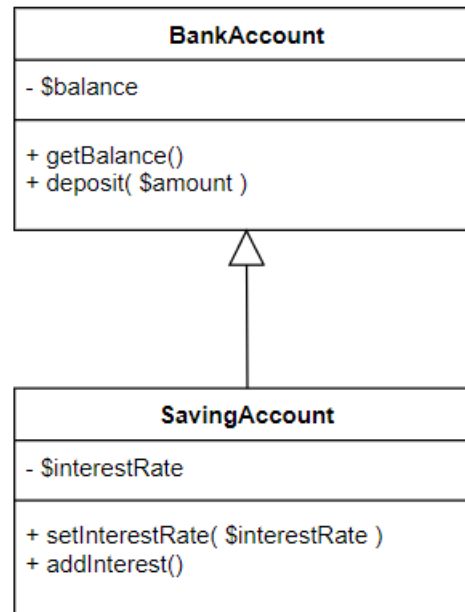 BankAccount
- $balance
+ getBalance()
+ deposit( $amount )
SavingAccount
- $interestRate
+ setInterestRate( $interestRate )
+ addInterest()